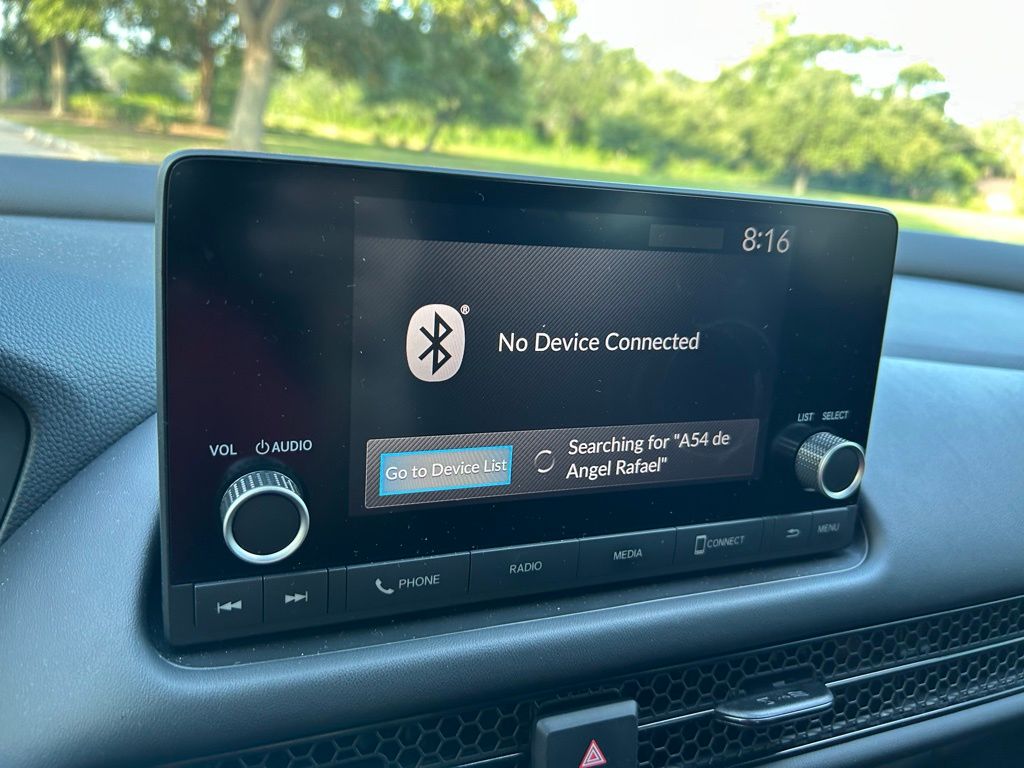 8:16
®
No Device Connected
VOL
AUDIO
LIST
SELECT
Go to Device List
Searching for "A54 de
Angel Rafael"
PHONE
RADIO
MEDIA
CONNECT
MENU